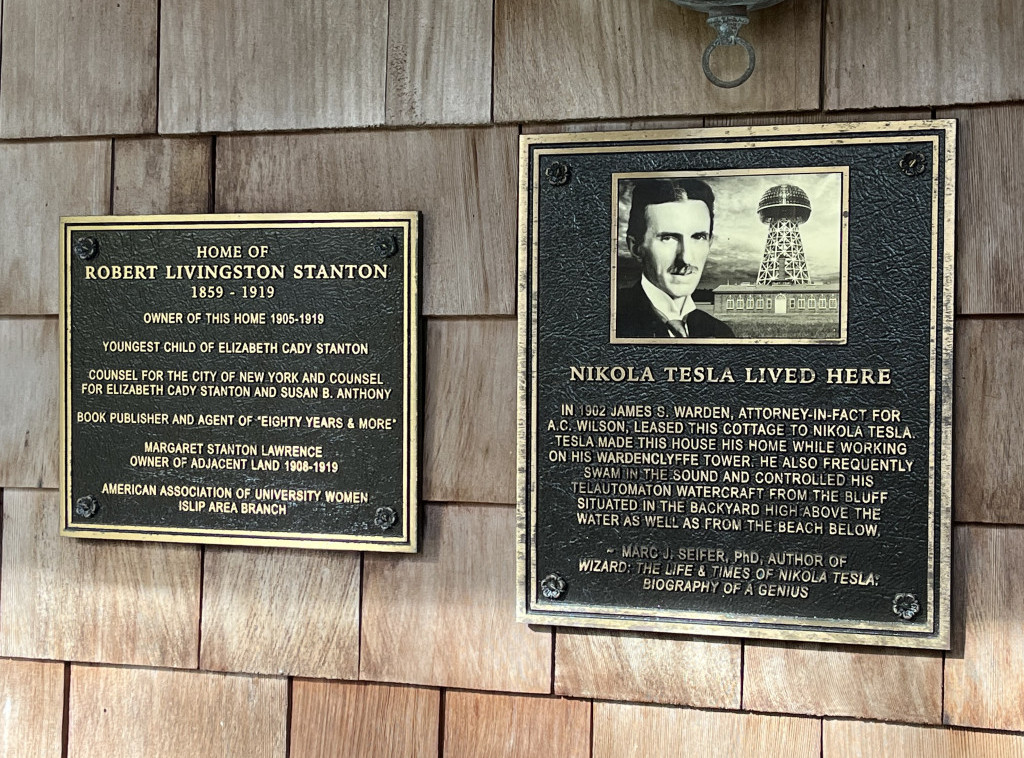 HOME OF
ROBERT LIVINGSTON STANTON
1859 - 1919
OWNER OF THIS HOME 1905-1919
YOUNGEST CHILD OF ELIZABETH CADY STANTON
COUNSEL FOR THE CITY OF NEW YORK AND COUNSEL
FOR ELIZABETH CADY STANTON AND SUSAN B. ANTHONY
BOOK PUBLISHER AND AGENT OF "EIGHTY YEARS & MORE"
MARGARET STANTON LAWRENCE
OWNER OF ADJACENT LAND 1908-1919
AMERICAN ASSOCIATION OF UNIVERSITY WOMEN
ISLIP AREA BRANCH
NIKOLA TESLA LIVED HERE
IN 1902 JAMES S. WARDEN, ATTORNEY-IN-FACT FOR
A.C. WILSON, LEASED THIS COTTAGE TO NIKOLA TESLA.
TESLA MADE THIS HOUSE HIS HOME WHILE WORKING
ON HIS WARDENCLYFFE TOWER. HE ALSO FREQUENTLY
SWAM IN THE SOUND AND CONTROLLED HIS
TELAUTOMATON WATERCRAFT FROM THE BLUFF
SITUATED IN THE BACKYARD HIGH ABOVE THE
WATER AS WELL AS FROM THE BEACH BELOW.
~ MARC J. SEIFER, PhD, AUTHOR OF
WIZARD: THE LIFE & TIMES OF NIKOLA TESLA:
BIOGRAPHY OF A GENIUS